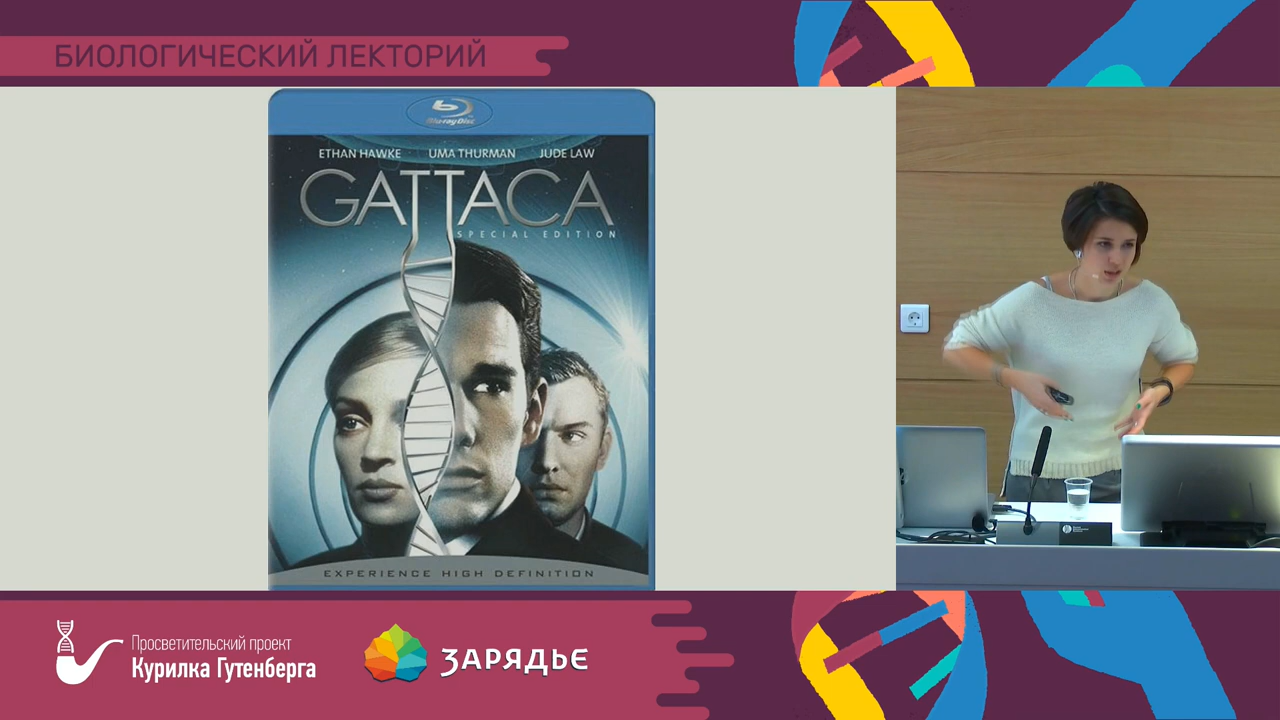 БИОЛОГИЧЕСКИЙ ЛЕКТОРИЙ
Blu-ray Disc
ETHAN HAWKE UMA THURMAN JUDE LAW
GATTACA
SPECIAL EDITION
EXPERIENCE HIGH DEFINITION
Просветительский проект
Курилка Гутенберга
ЗАРЯДЬЕ